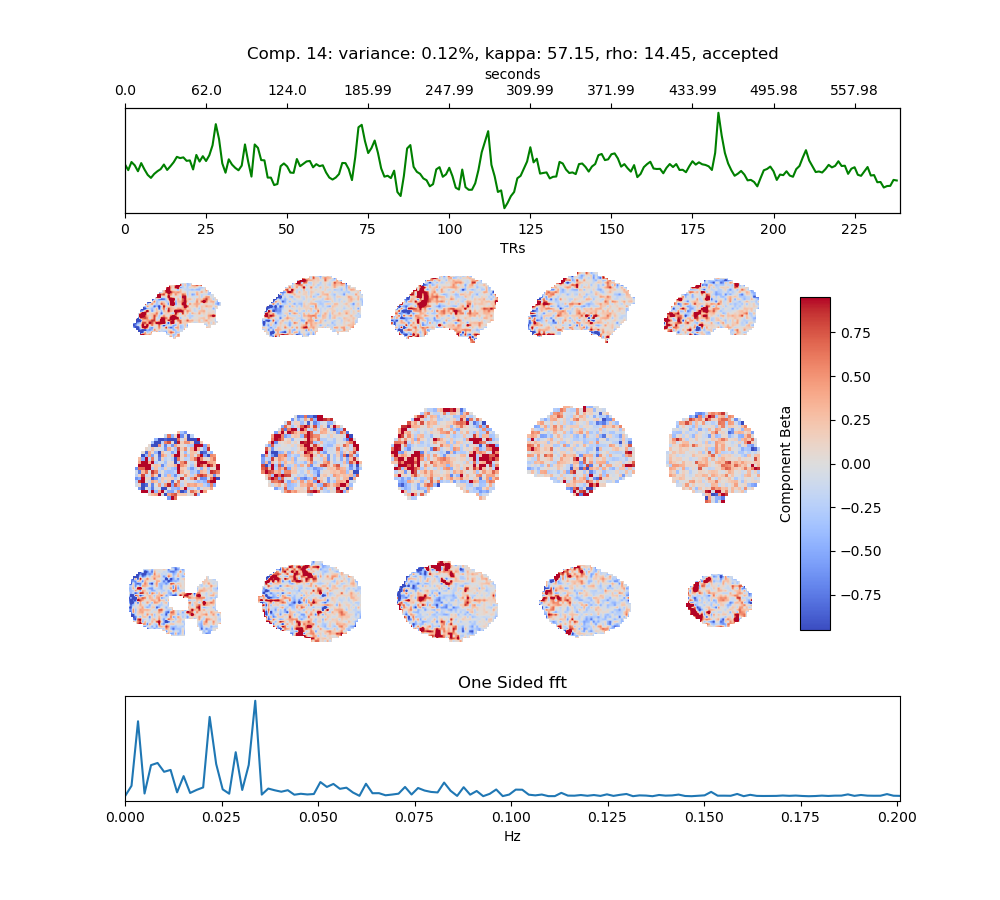 Comp. 14: variance: 0.12%, kappa: 57.15, rho: 14.45, accepted
seconds
0.0 62.0 124.0 185.99 247.99 309.99 371.99 433.99 495.98 557.98
0 25 50 75 100 125 150 175 200 225
TRs
0.75
0.50
0.25
0.00
−0.25
−0.50
−0.75
Component Beta
One Sided fft
0.000 0.025 0.050 0.075 0.100 0.125 0.150 0.175 0.200
Hz